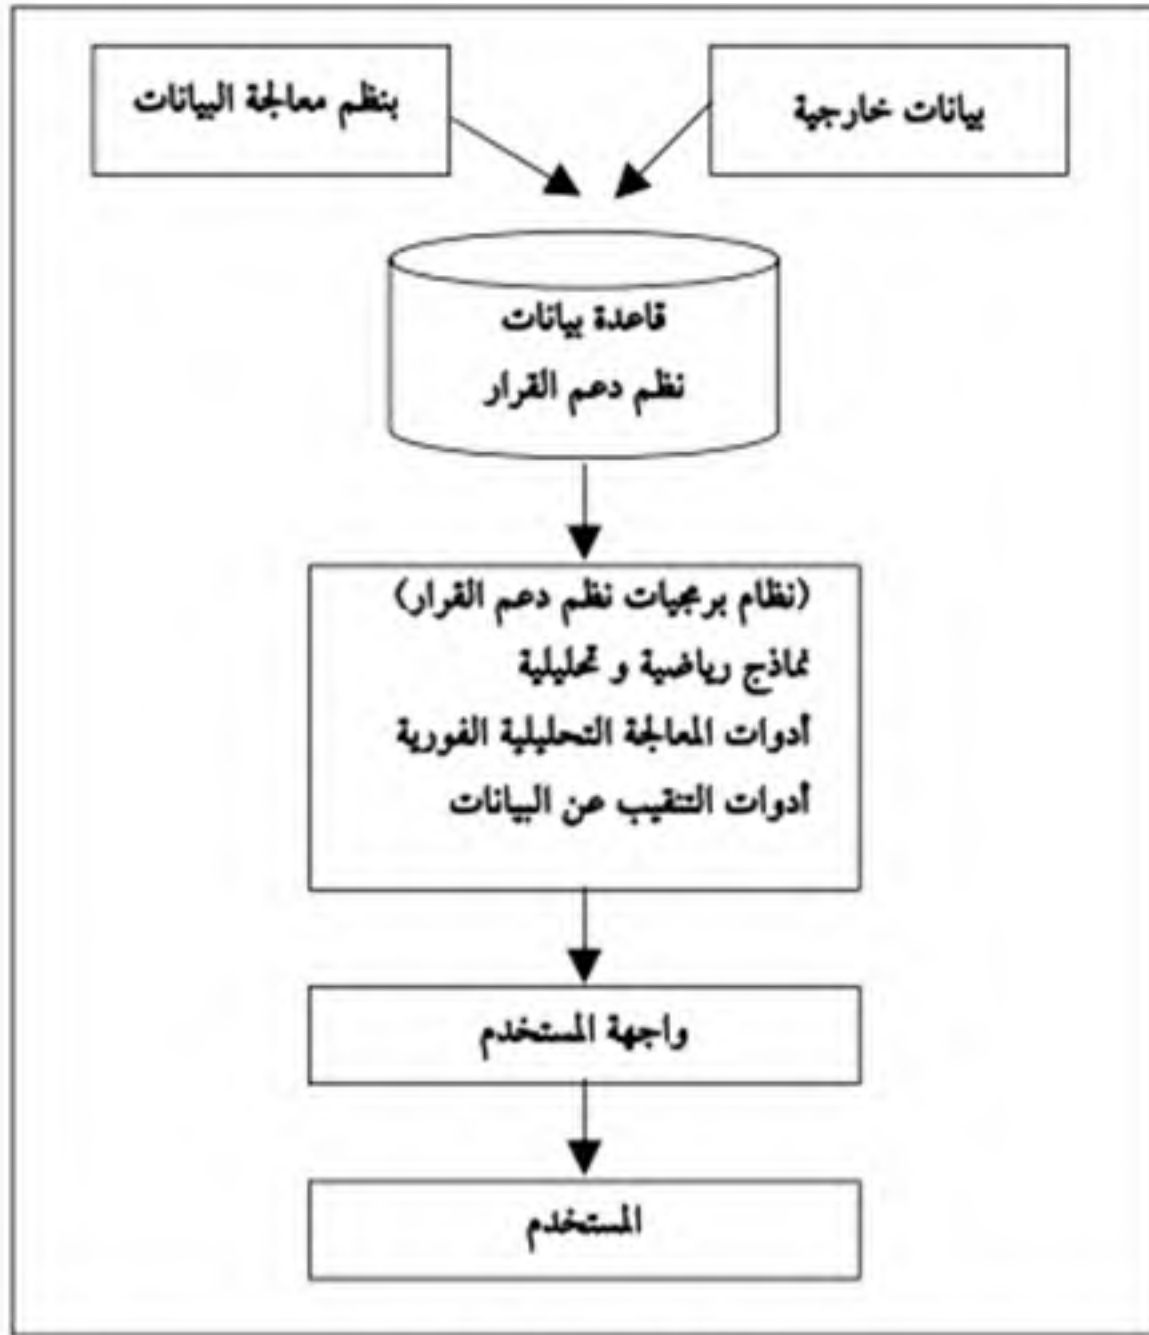 بيانات خارجية
بنظم معالجة البيانات
قاعدة بيانات
نظم دعم القرار
(نظام برمجيات نظم دعم القرار)
نماذج رياضية و تحليلية
أدوات المعالجة التحليلية الفورية
أدوات التنقيب عن البيانات
واجهة المستخدم
المستخدم